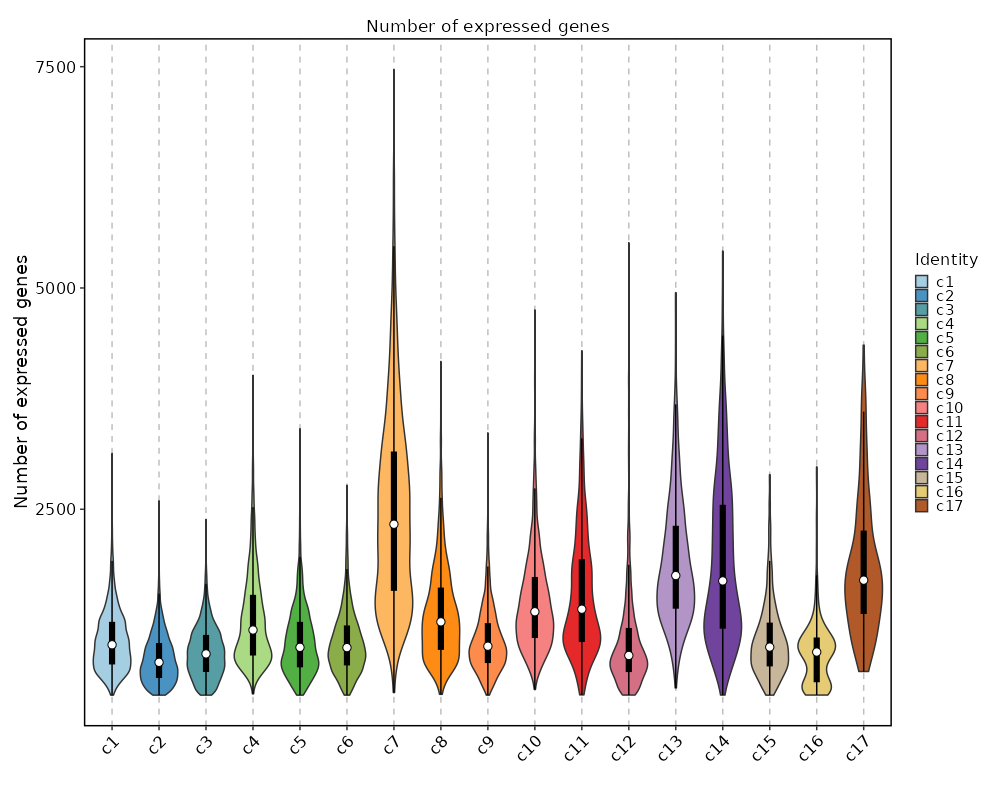 Number of expressed genes
Number of expressed genes
7500
5000
2500
c1
c2
c3
c4
c5
c6
c7
c8
c9
c10
c11
c12
c13
c14
c15
c16
c17
Identity
c1
c2
c3
c4
c5
c6
c7
c8
c9
c10
c11
c12
c13
c14
c15
c16
c17